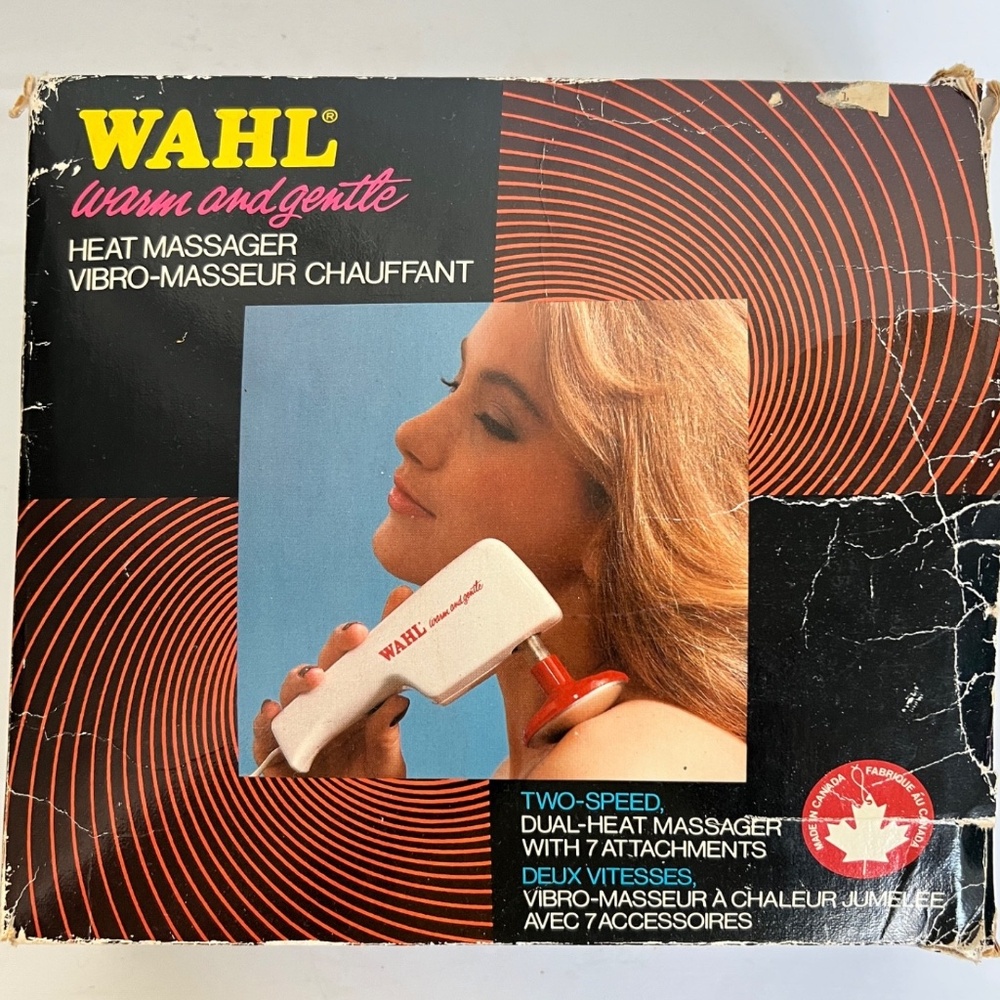 WAHL®
warm and gentle
HEAT MASSAGER
VIBRO-MASSEUR CHAUFFANT
WAHL warm and gentle
TWO-SPEED,
DUAL-HEAT MASSAGER
WITH 7 ATTACHMENTS
DEUX VITESSES,
VIBRO-MASSEUR À CHALEUR JUMELÉE
AVEC 7 ACCESSOIRES
MADE IN CANADA
FABRIQUÉ AU CANADA
1